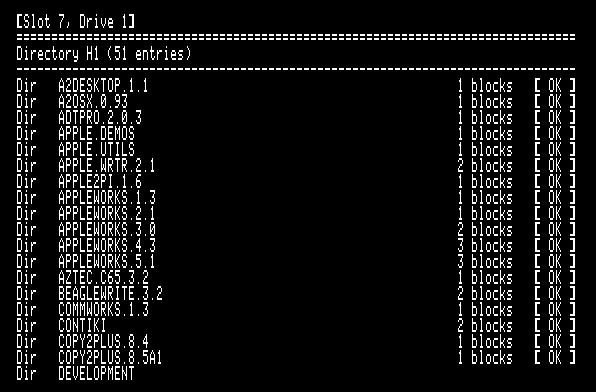 [Slot 7, Drive 1]
================================================================================
Directory H1 (51 entries)
--------------------------------------------------------------------------------
Dir A2DESKTOP.1.1 1 blocks [ OK ]
Dir A2OSX.0.93 1 blocks [ OK ]
Dir ADTPRO.2.0.3 1 blocks [ OK ]
Dir APPLE.DEMOS 1 blocks [ OK ]
Dir APPLE.UTILS 1 blocks [ OK ]
Dir APPLE.WRTR.2.1 2 blocks [ OK ]
Dir APPLE2PI.1.6 1 blocks [ OK ]
Dir APPLEWORKS.1.3 1 blocks [ OK ]
Dir APPLEWORKS.2.1 1 blocks [ OK ]
Dir APPLEWORKS.3.0 2 blocks [ OK ]
Dir APPLEWORKS.4.3 3 blocks [ OK ]
Dir APPLEWORKS.5.1 3 blocks [ OK ]
Dir AZTEC.C65.3.2 1 blocks [ OK ]
Dir BEAGLEWRITE.3.2 2 blocks [ OK ]
Dir COMMWORKS.1.3 1 blocks [ OK ]
Dir CONTIKI 2 blocks [ OK ]
Dir COPY2PLUS.8.4 1 blocks [ OK ]
Dir COPY2PLUS.8.5A1 1 blocks [ OK ]
Dir DEVELOPMENT